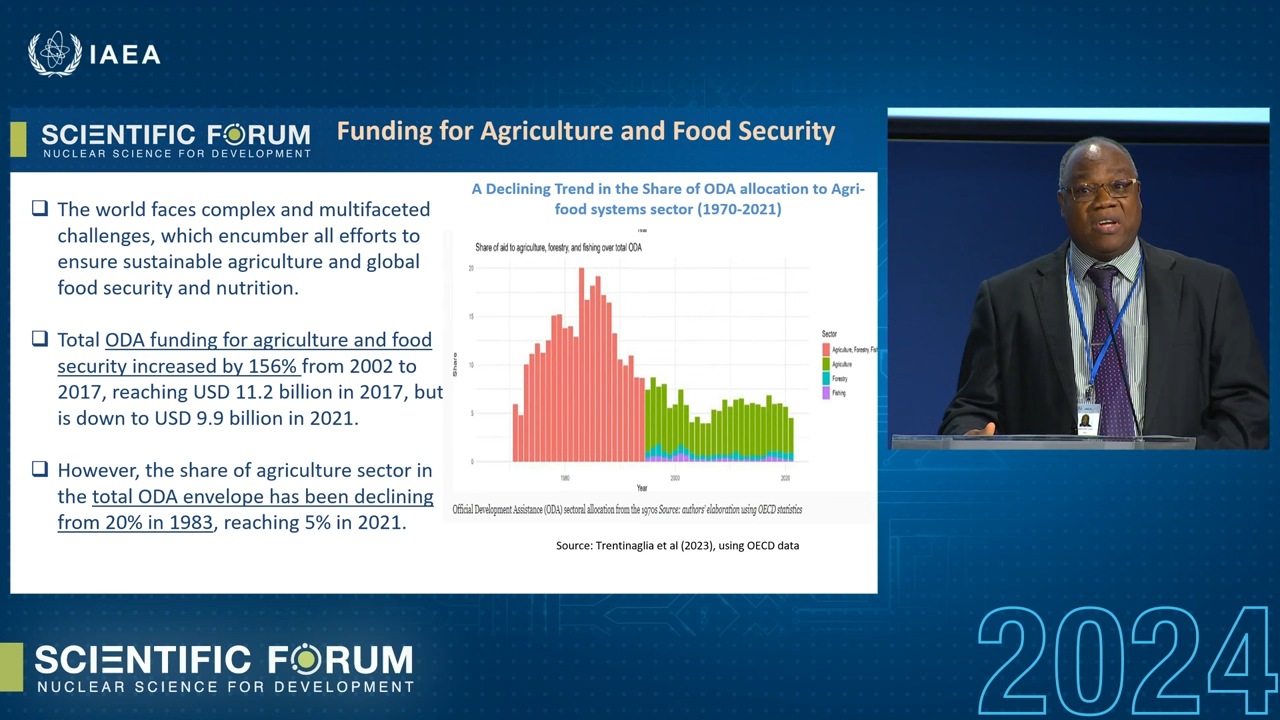 IAEA
SCIENTIFIC FORUM
NUCLEAR SCIENCE FOR DEVELOPMENT
Funding for Agriculture and Food Security
The world faces complex and multifaceted
challenges, which encumber all efforts to
ensure sustainable agriculture and global
food security and nutrition.
Total ODA funding for agriculture and food
security increased by 156% from 2002 to
2017, reaching USD 11.2 billion in 2017, but
is down to USD 9.9 billion in 2021.
However, the share of agriculture sector in
the total ODA envelope has been declining
from 20% in 1983, reaching 5% in 2021.
A Declining Trend in the Share of ODA allocation to Agri-
food systems sector (1970-2021)
Share of aid to agriculture, forestry, and fishing over total ODA
20
15
10
5
0
Share
1980
2000
2020
Year
Sector
Agriculture, Forestry, Fish
Agriculture
Forestry
Fishing
Official Development Assistance (ODA) sectoral allocation from the 1970s Source: authors' elaboration using OECD statistics
Source: Trentinaglia et al (2023), using OECD data
SCIENTIFIC FORUM
NUCLEAR SCIENCE FOR DEVELOPMENT
2024